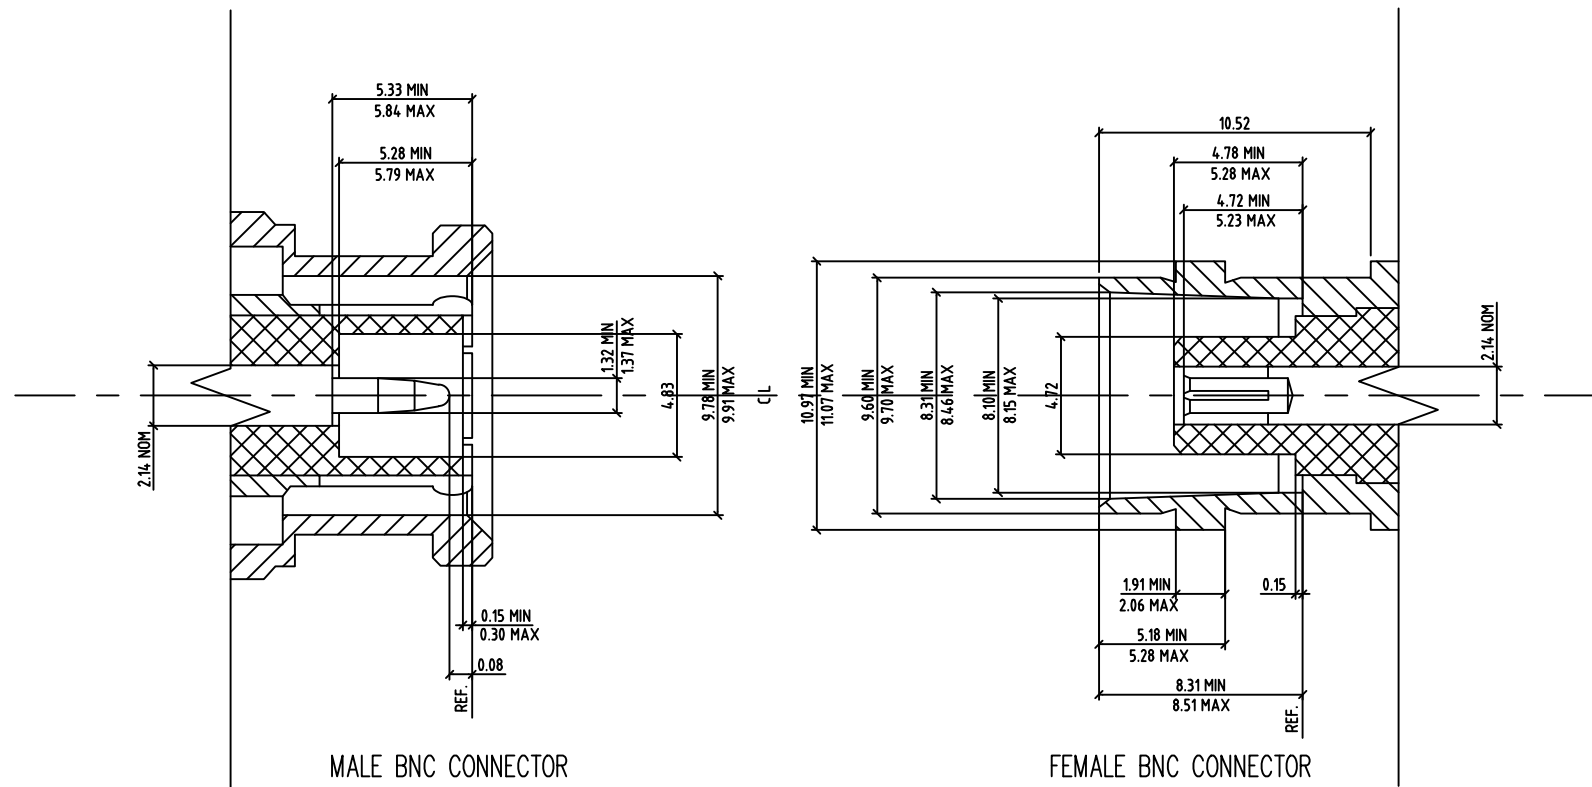 5.33 MIN
5.84 MAX
5.28 MIN
5.79 MAX
2.14 NOM
1.32 MIN
1.37 MAX
4.83
9.78 MIN
9.91 MAX
0.15 MIN
0.30 MAX
0.08
REF.
MALE BNC CONNECTOR
C/L
10.52
4.78 MIN
5.28 MAX
4.72 MIN
5.23 MAX
10.97 MIN
11.07 MAX
9.60 MIN
9.70 MAX
8.31 MIN
8.46 MAX
8.10 MIN
8.15 MAX
4.72
2.14 NOM
1.91 MIN
2.06 MAX
0.15
5.18 MIN
5.28 MAX
8.31 MIN
8.51 MAX
REF.
FEMALE BNC CONNECTOR